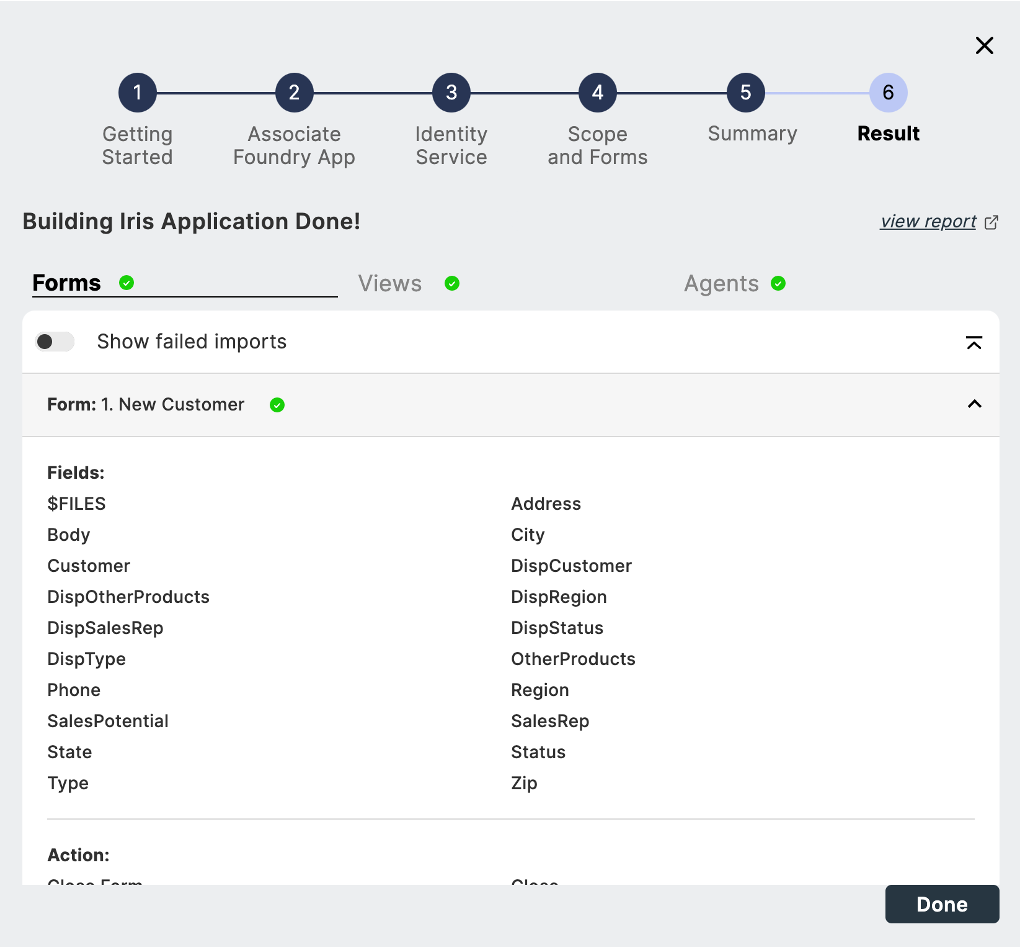 1
2
3
4
5
6
Getting
Started
Associate
Foundry App
Identity
Service
Scope
and Forms
Summary
Result
Building Iris Application Done!
view report
Forms
Views
Agents
Show failed imports
Form: 1. New Customer
Fields:
$FILES
Address
Body
City
Customer
DispCustomer
DispOtherProducts
DispRegion
DispSalesRep
DispStatus
DispType
OtherProducts
Phone
Region
SalesPotential
SalesRep
State
Status
Type
Zip
Action:
Close Form
Close
Done